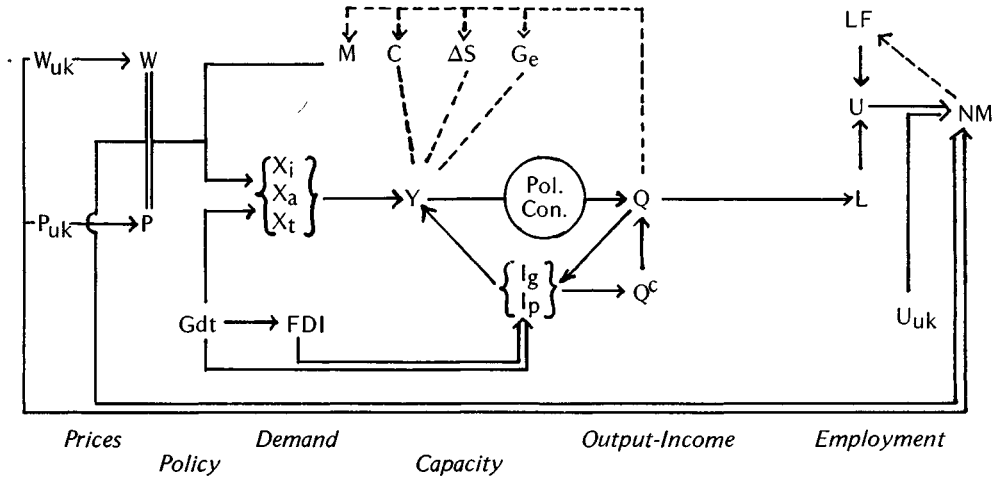 LF
M C ΔS Ge
Wuk W
U NM
Xi
Xa
Xt
Y
Pol.
Con.
Q
L
Puk P
Ig
Ip
Qc
Uuk
Gdt FDI
Prices Demand Output-Income Employment
Policy Capacity